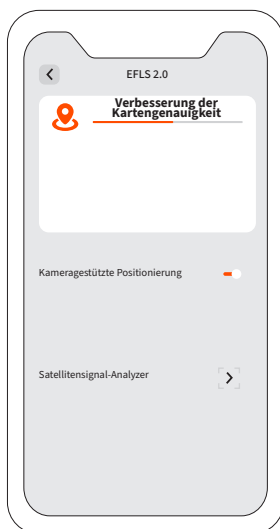 EFLS 2.0
Verbesserung der
Kartengenauigkeit
Kameragestützte Positionierung
Satellitensignal-Analyzer